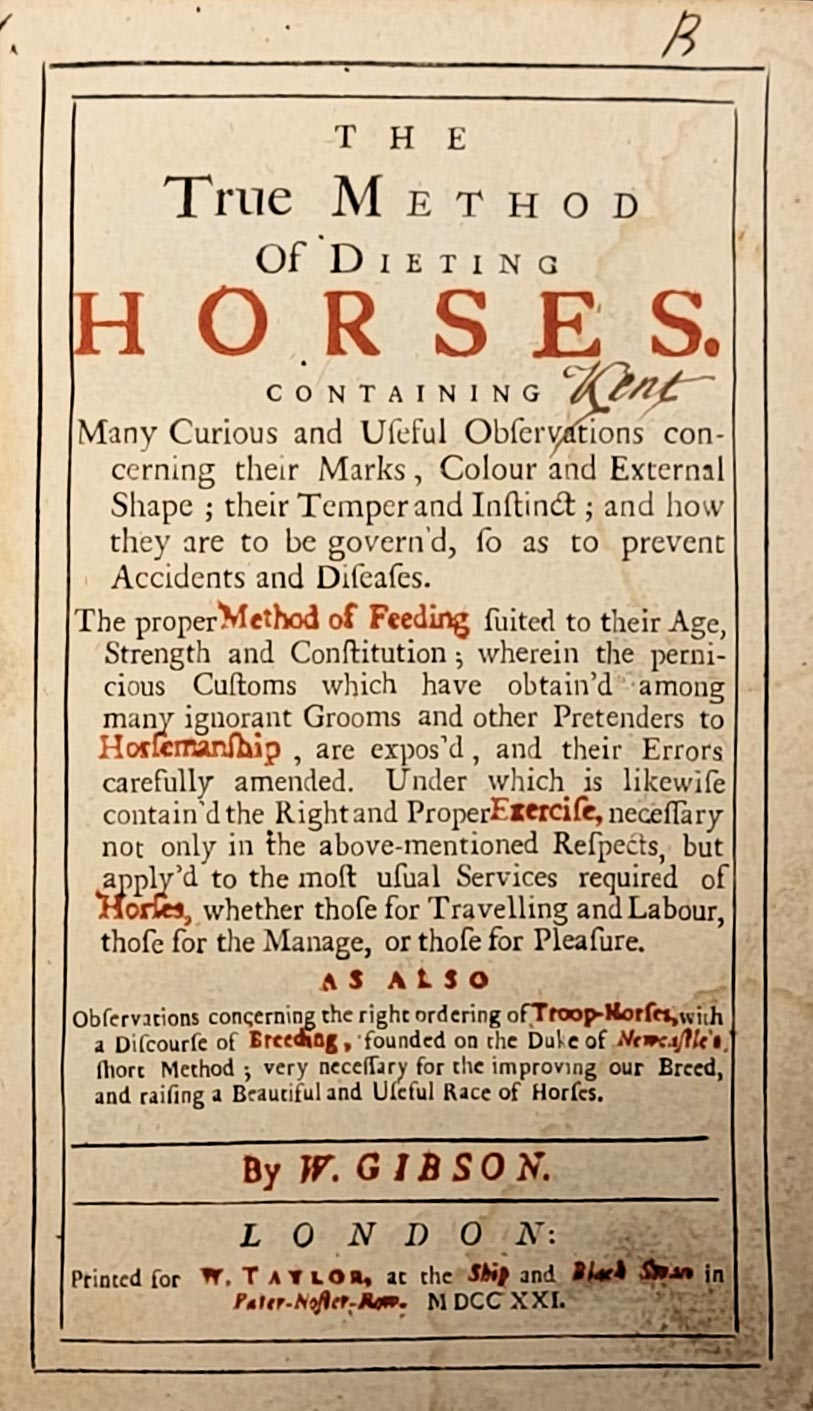 B
THE
True METHOD
Of DIETING
HORSES.
CONTAINING Kent
Many Curious and Uſeful Obſervations con-
cerning their Marks, Colour and External
Shape; their Temper and Inſtinct; and how
they are to be govern'd, ſo as to prevent
Accidents and Diſeaſes.
The proper Method of Feeding ſuited to their Age,
Strength and Conſtitution; wherein the perni-
cious Cuſtoms which have obtain'd among
many ignorant Grooms and other Pretenders to
Horſemanſhip, are expos'd, and their Errors
carefully amended. Under which is likewiſe
contain'd the Right and Proper Exerciſe, neceſſary
not only in the above-mentioned Reſpects, but
apply'd to the moſt uſual Services required of
Horſes, whether thoſe for Travelling and Labour,
thoſe for the Manage, or thoſe for Pleaſure.
AS ALSO
Obſervations concerning the right ordering of Troop-Horſes, with
a Diſcourſe of Breeding, founded on the Duke of Newcaſtle's
ſhort Method; very neceſſary for the improving our Breed,
and raiſing a Beautiful and Uſeful Race of Horſes.
By W. GIBSON.
LONDON:
Printed for W. TAYLOR, at the Ship and Black Swan in
Pater-Noſter-Row. MDCCXXI.